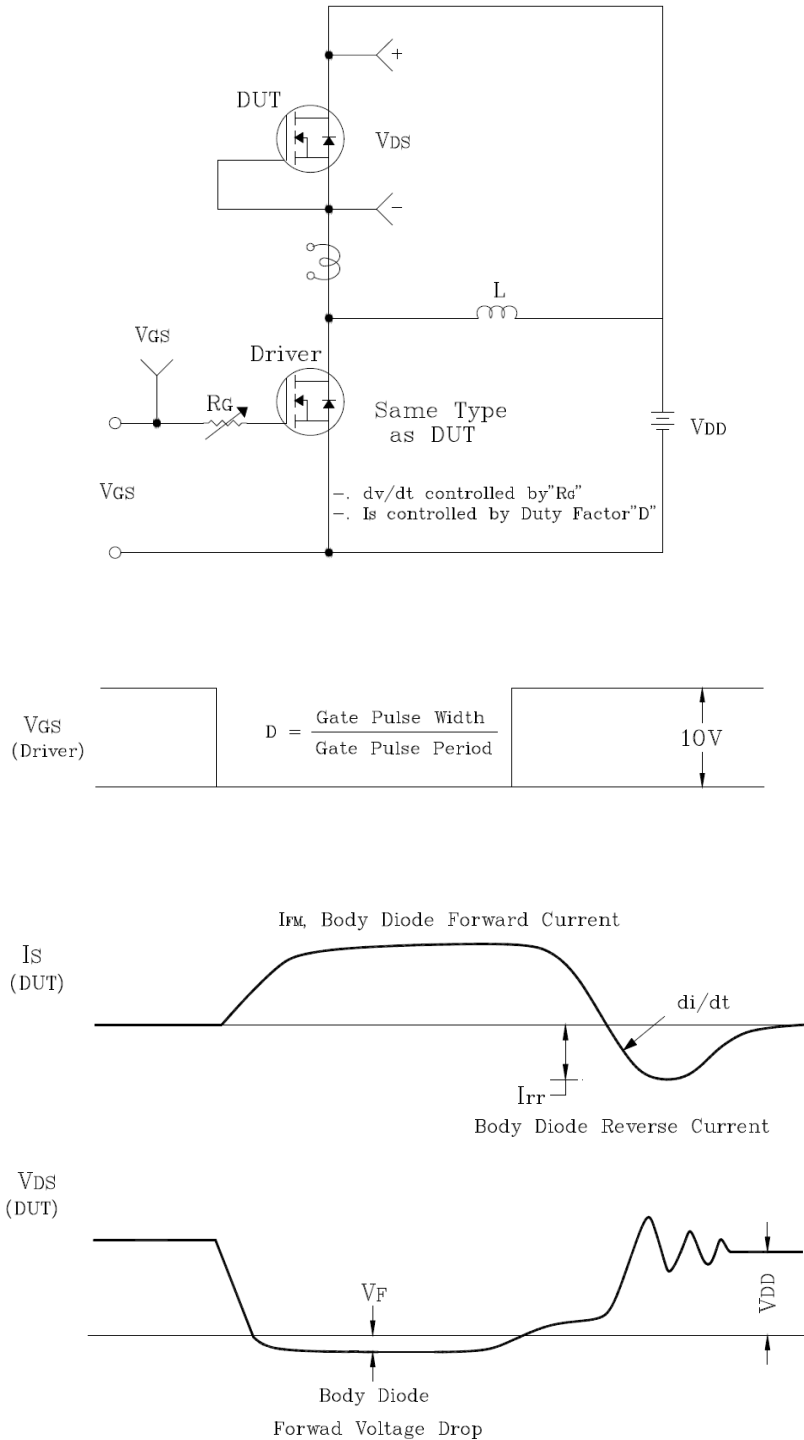 +
DUT
VDS
−
L
VGS
Driver
RG
Same Type
as DUT
VDD
VGS
−. dv/dt controlled by"RG"
−. Is controlled by Duty Factor"D"
VGS
(Driver)
D = Gate Pulse Width
Gate Pulse Period
10V
IFM, Body Diode Forward Current
IS
(DUT)
di/dt
Irr
Body Diode Reverse Current
VDS
(DUT)
VF
VDD
Body Diode
Forwad Voltage Drop